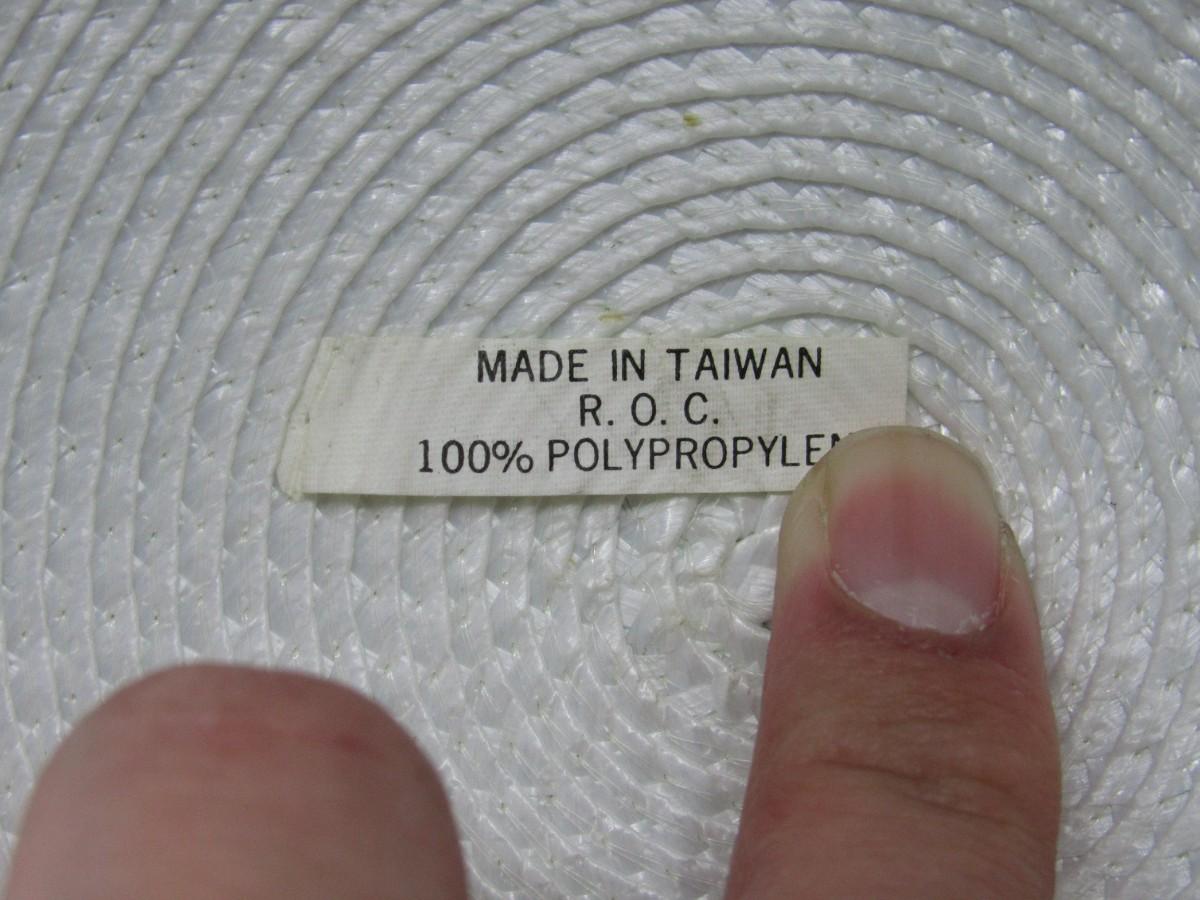 MADE IN TAIWAN
R. O. C.
100% POLYPROPYLEN